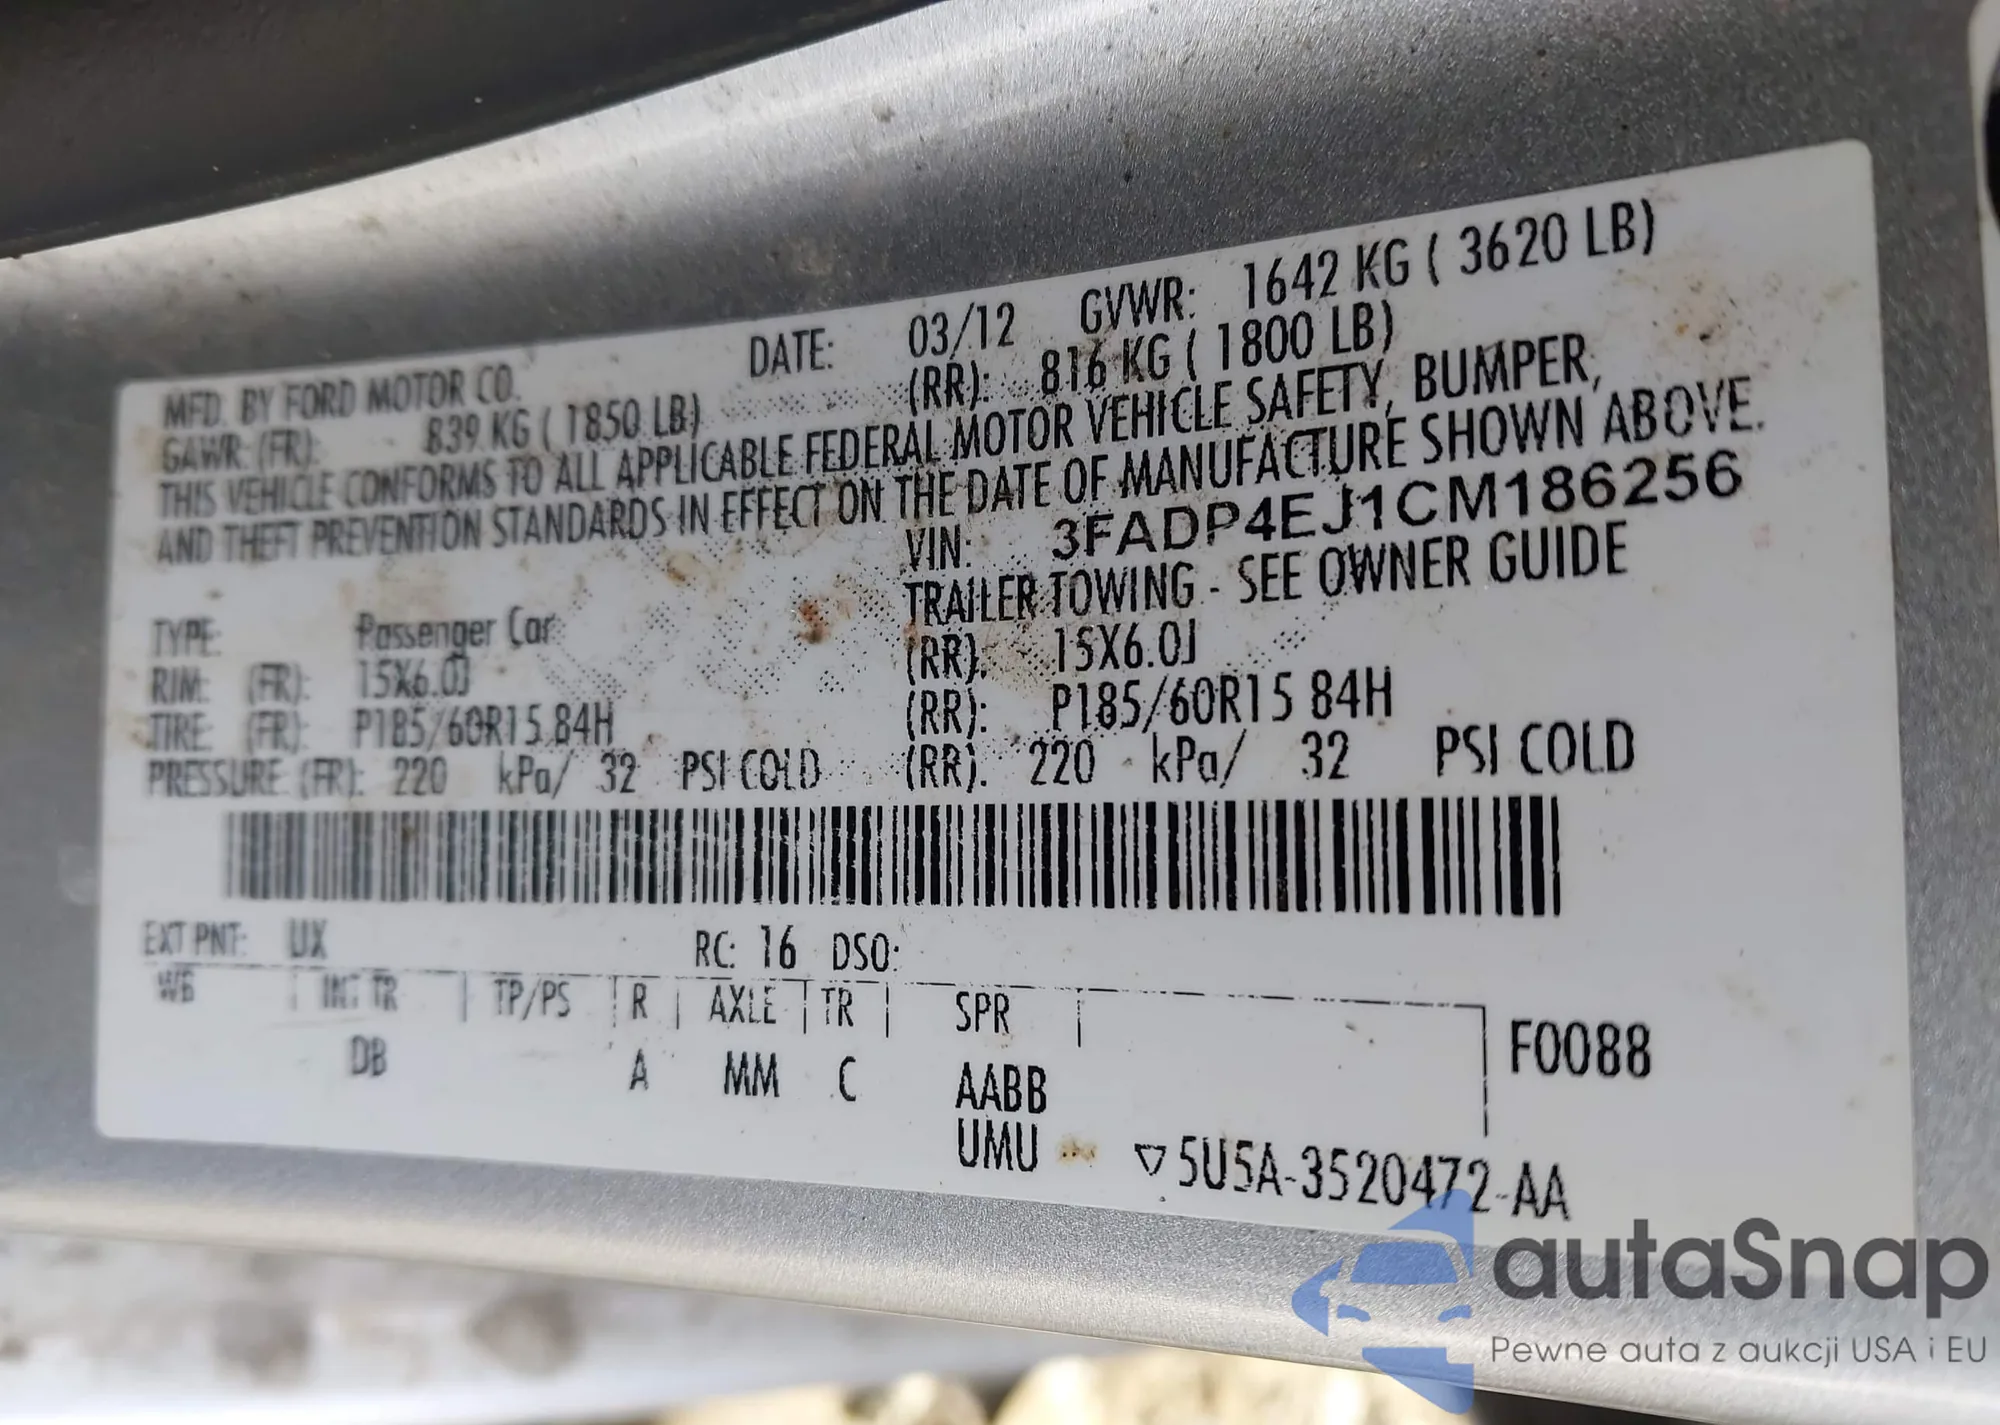 MFD. BY FORD MOTOR CO. DATE: 03/12 GVWR: 1642 KG ( 3620 LB)
GAWR: (FR): 839 KG ( 1850 LB) (RR): 816 KG ( 1800 LB)
THIS VEHICLE CONFORMS TO ALL APPLICABLE FEDERAL MOTOR VEHICLE SAFETY, BUMPER,
AND THEFT PREVENTION STANDARDS IN EFFECT ON THE DATE OF MANUFACTURE SHOWN ABOVE.
VIN: 3FADP4EJ1CM186256
TYPE: Passenger Car TRAILER TOWING - SEE OWNER GUIDE
RIM: (FR): 15X6.0J (RR): 15X6.0J
TIRE: (FR): P185/60R15 84H (RR): P185/60R15 84H
PRESSURE: (FR): 220 kPa/ 32 PSI COLD (RR): 220 kPa/ 32 PSI COLD
EXT PNT: UX RC: 16 DSO:
WB INT TR TP/PS R AXLE TR SPR
DB A MM C AABB F0088
UMU ▽5U5A-3520472-AA
autaSnap
Pewne auta z aukcji USA i EU